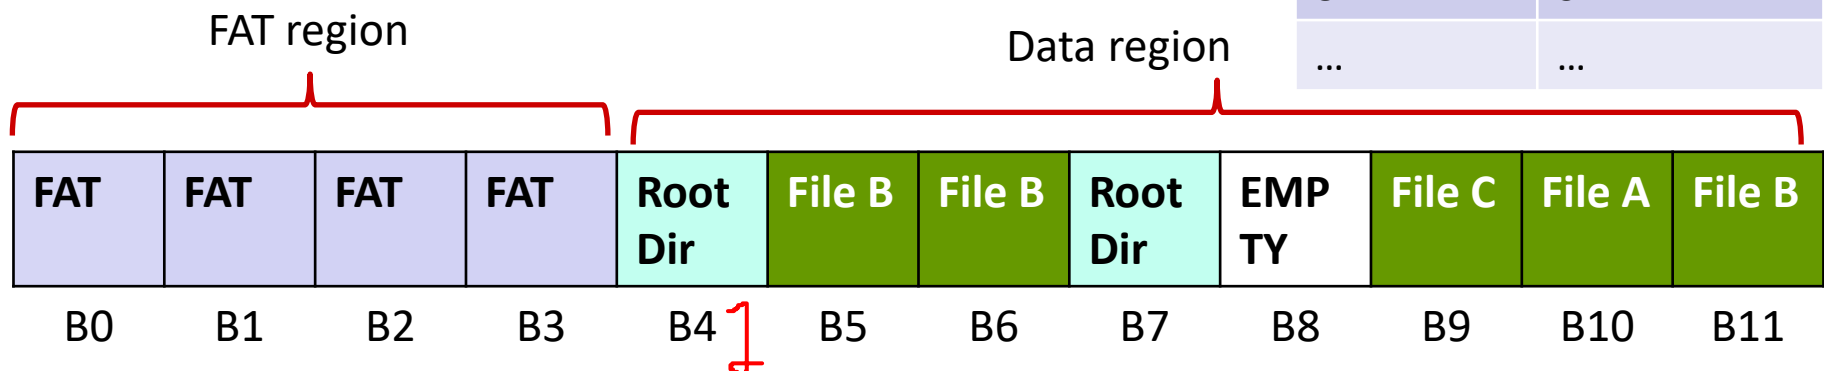 FAT region
Data region
… …
FAT FAT FAT FAT Root Dir File B File B Root Dir EMP TY File C File A File B
B0 B1 B2 B3 B4 1 B5 B6 B7 B8 B9 B10 B11